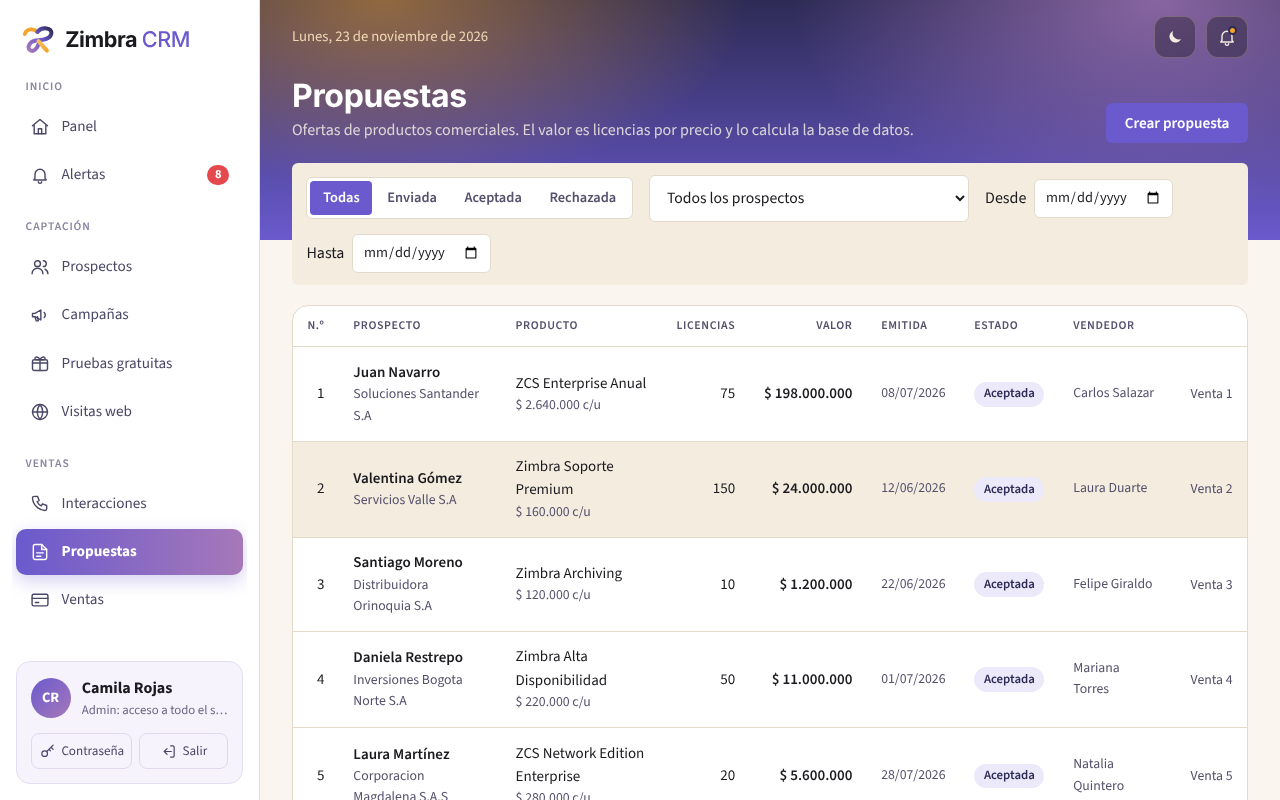 Zimbra CRM
INICIO
Panel
Alertas
8
CAPTACIÓN
Prospectos
Campañas
Pruebas gratuitas
Visitas web
VENTAS
Interacciones
Propuestas
Ventas
CR
Camila Rojas
Admin: acceso a todo el s…
Contraseña
Salir
Lunes, 23 de noviembre de 2026
Propuestas
Ofertas de productos comerciales. El valor es licencias por precio y lo calcula la base de datos.
Crear propuesta
Todas Enviada Aceptada Rechazada
Todos los prospectos
Desde mm/dd/yyyy
Hasta mm/dd/yyyy
N.º PROSPECTO PRODUCTO LICENCIAS VALOR EMITIDA ESTADO VENDEDOR
1
Juan Navarro
Soluciones Santander
S.A
ZCS Enterprise Anual
$ 2.640.000 c/u
75
$ 198.000.000
08/07/2026
Aceptada
Carlos Salazar
Venta 1
2
Valentina Gómez
Servicios Valle S.A
Zimbra Soporte
Premium
$ 160.000 c/u
150
$ 24.000.000
12/06/2026
Aceptada
Laura Duarte
Venta 2
3
Santiago Moreno
Distribuidora
Orinoquia S.A
Zimbra Archiving
$ 120.000 c/u
10
$ 1.200.000
22/06/2026
Aceptada
Felipe Giraldo
Venta 3
4
Daniela Restrepo
Inversiones Bogota
Norte S.A
Zimbra Alta
Disponibilidad
$ 220.000 c/u
50
$ 11.000.000
01/07/2026
Aceptada
Mariana
Torres
Venta 4
5
Laura Martínez
Corporacion
Magdalena S.A.S
ZCS Network Edition
Enterprise
$ 280.000 c/u
20
$ 5.600.000
28/07/2026
Aceptada
Natalia
Quintero
Venta 5